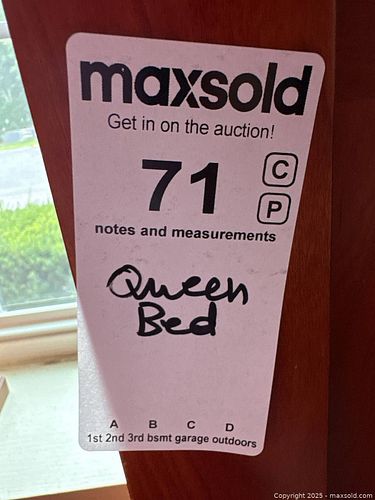 maxsold
Get in on the auction!
71
C
P
notes and measurements
Queen
Bed
A B C D
1st 2nd 3rd bsmt garage outdoors
Copyright 2025 - maxsold.com